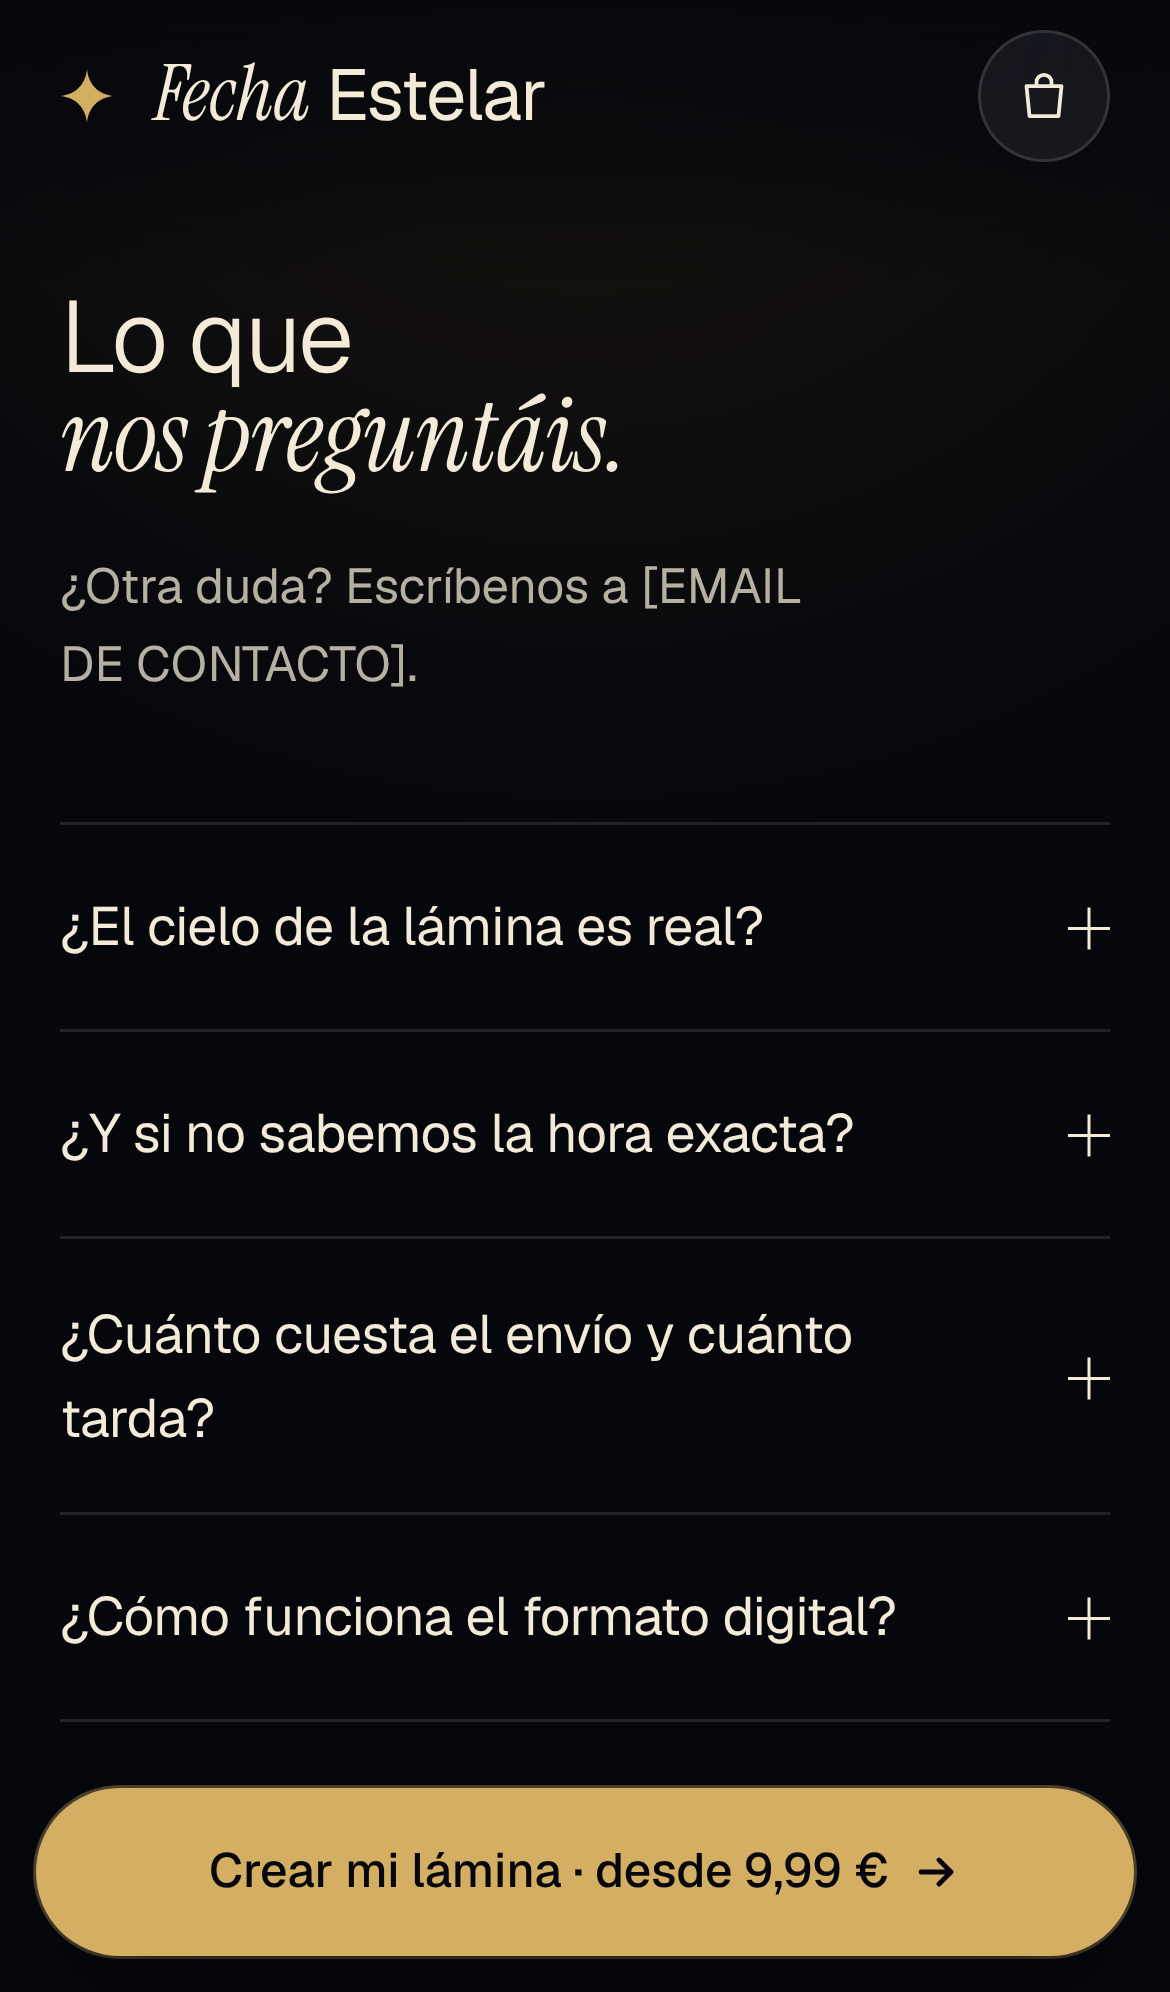 Fecha Estelar
Lo que
nos preguntáis.
¿Otra duda? Escríbenos a [EMAIL
DE CONTACTO].
¿El cielo de la lámina es real?
¿Y si no sabemos la hora exacta?
¿Cuánto cuesta el envío y cuánto
tarda?
¿Cómo funciona el formato digital?
Crear mi lámina · desde 9,99 € →